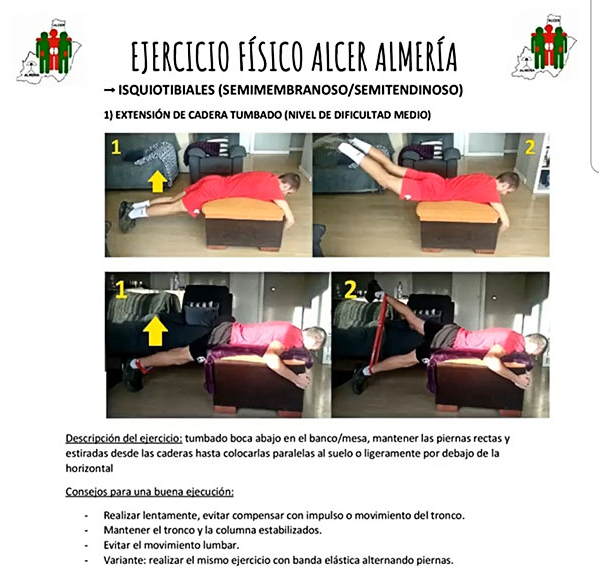 ALCER
ALMERÍA
ALCER
ALMERÍA
EJERCICIO FÍSICO ALCER ALMERÍA
→ ISQUIOTIBIALES (SEMIMEMBRANOSO/SEMITENDINOSO)
1) EXTENSIÓN DE CADERA TUMBADO (NIVEL DE DIFICULTAD MEDIO)
1
2
1
2
Descripción del ejercicio: tumbado boca abajo en el banco/mesa, mantener las piernas rectas y
estiradas desde las caderas hasta colocarlas paralelas al suelo o ligeramente por debajo de la
horizontal
Consejos para una buena ejecución:
- Realizar lentamente, evitar compensar con impulso o movimiento del tronco.
- Mantener el tronco y la columna estabilizados.
- Evitar el movimiento lumbar.
- Variante: realizar el mismo ejercicio con banda elástica alternando piernas.